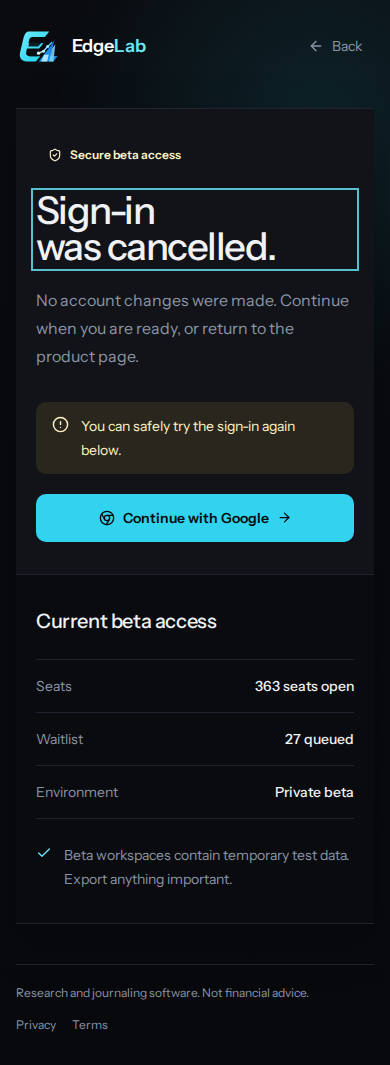 EdgeLab
Back
Secure beta access
Sign-in
was cancelled.
No account changes were made. Continue
when you are ready, or return to the
product page.
You can safely try the sign-in again
below.
Continue with Google
Current beta access
Seats 363 seats open
Waitlist 27 queued
Environment Private beta
Beta workspaces contain temporary test data.
Export anything important.
Research and journaling software. Not financial advice.
Privacy Terms